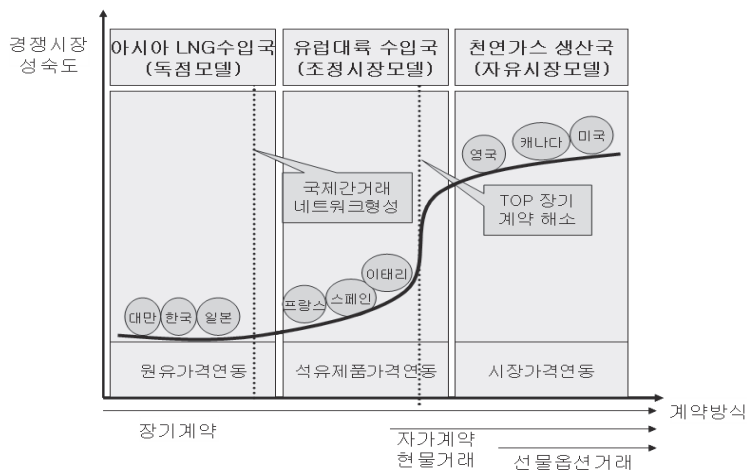 경쟁시장
성숙도
아시아 LNG수입국
(독점모델)
유럽대륙 수입국
(조정시장모델)
천연가스 생산국
(자유시장모델)
영국
캐나다
미국
국제간거래
네트워크형성
TOP 장기
계약 해소
대만
한국
일본
프랑스
스페인
이태리
원유가격연동
석유제품가격연동
시장가격연동
계약방식
장기계약
자가계약
현물거래
선물옵션거래